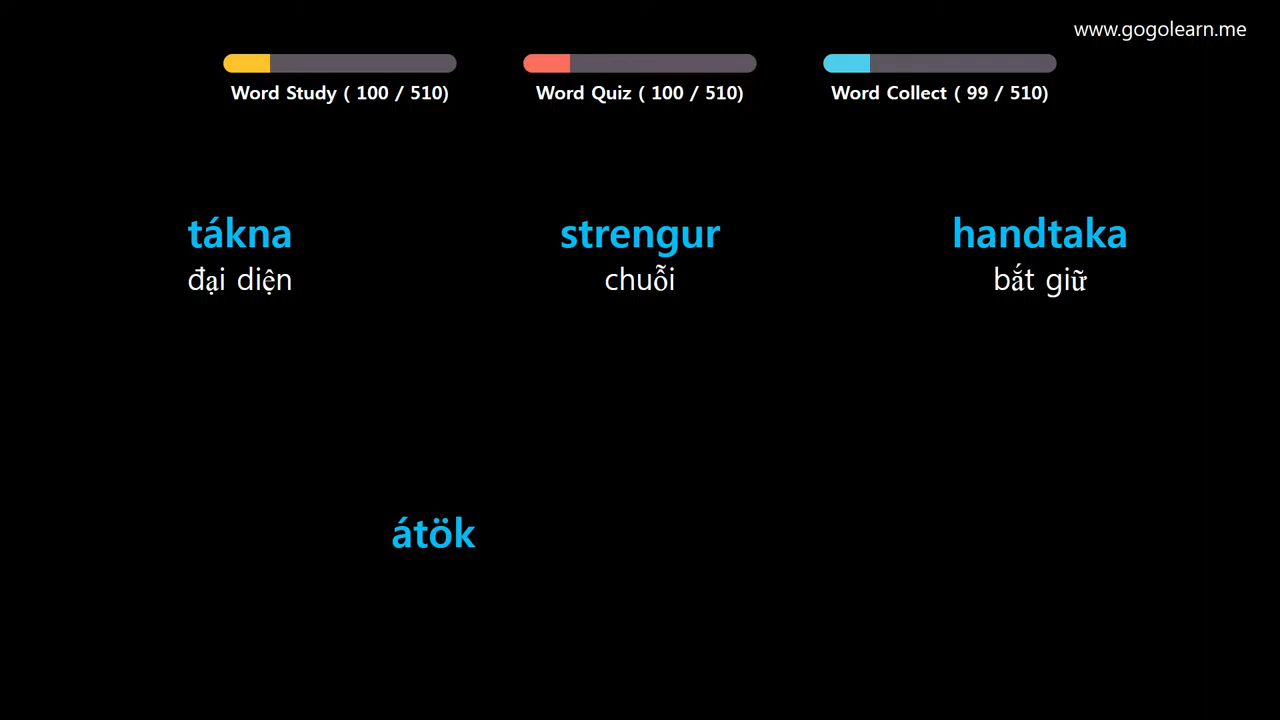 www.gogolearn.me
Word Study ( 100 / 510)
Word Quiz ( 100 / 510)
Word Collect ( 99 / 510)
tákna
strengur
handtaka
đại diện
chuỗi
bắt giữ
átök